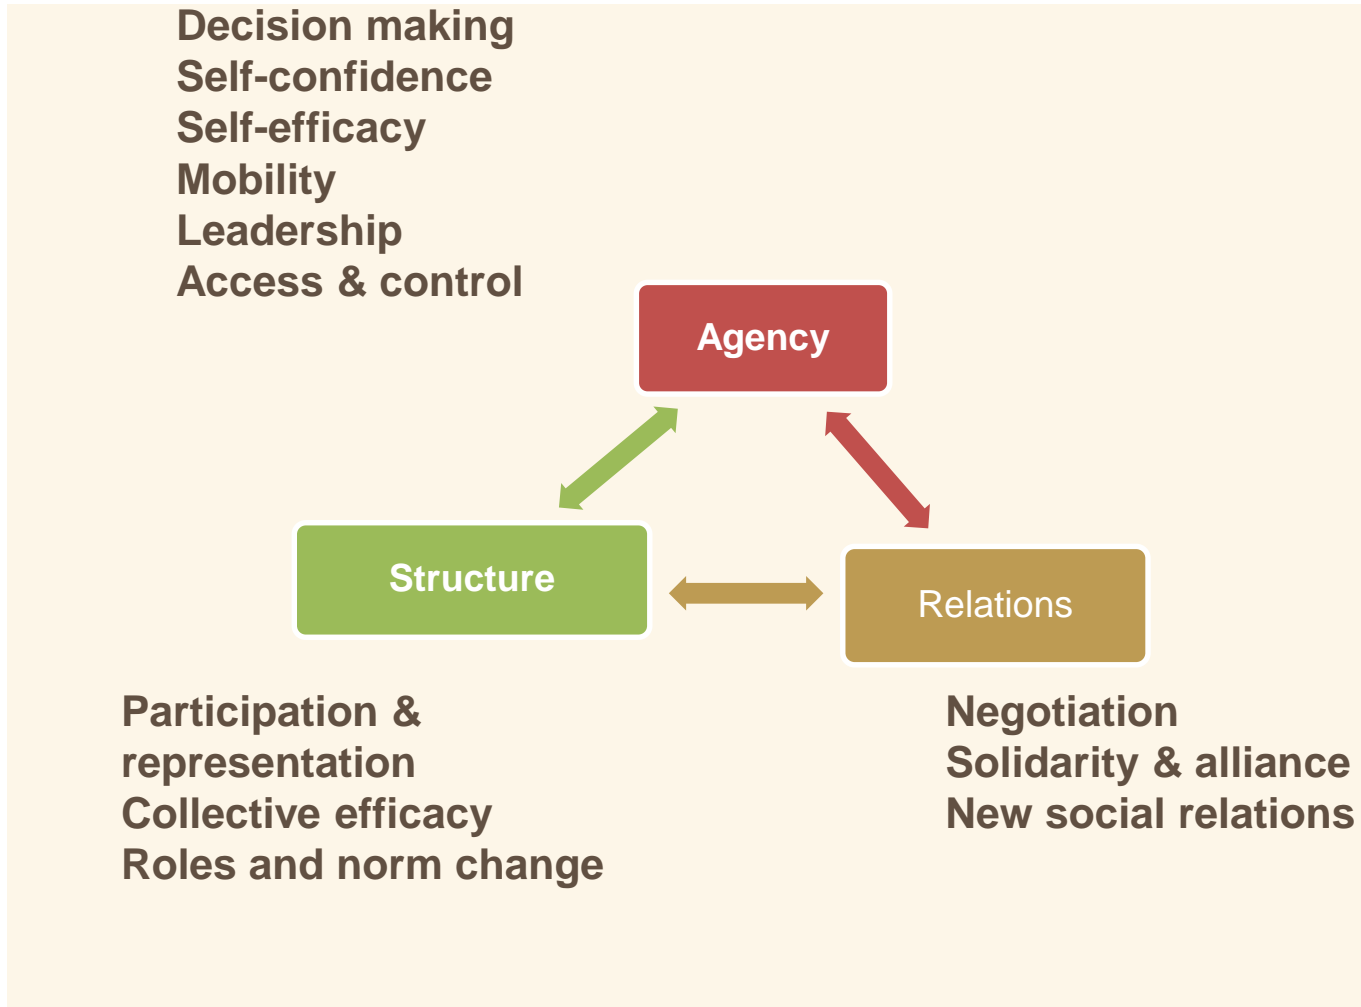 Decision making
Self-confidence
Self-efficacy
Mobility
Leadership
Access & control
Agency
Structure
Relations
Participation &
representation
Collective efficacy
Roles and norm change
Negotiation
Solidarity & alliance
New social relations